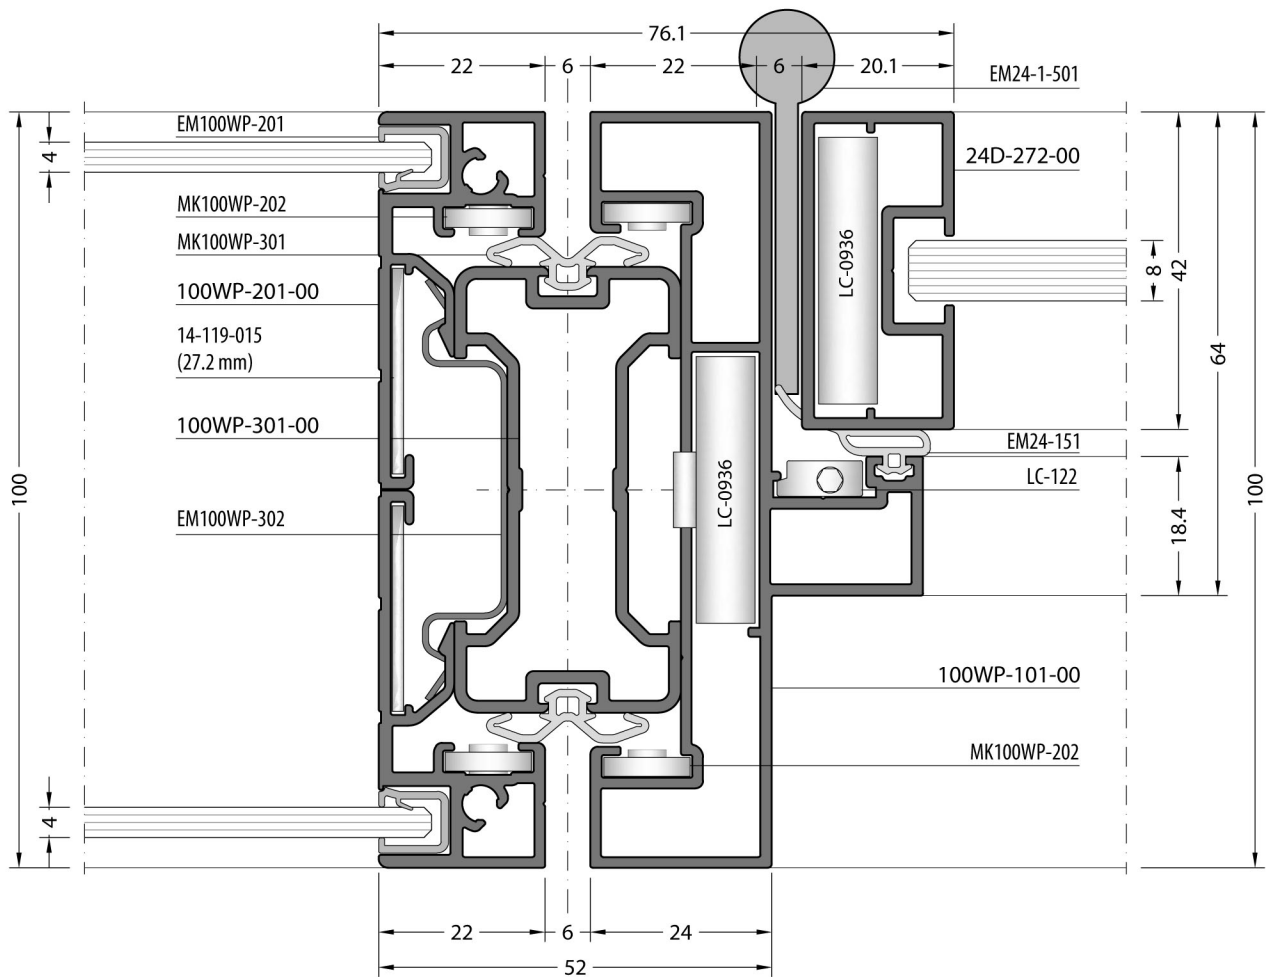 76.1
22
6
22
6
20.1
EM24-1-501
EM100WP-201
4
24D-272-00
MK100WP-202
MK100WP-301
100WP-201-00
14-119-015
(27.2 mm)
LC-0936
8
42
64
100WP-301-00
EM24-151
LC-122
100
LC-0936
100
18.4
EM100WP-302
100WP-101-00
MK100WP-202
4
22
6
24
52